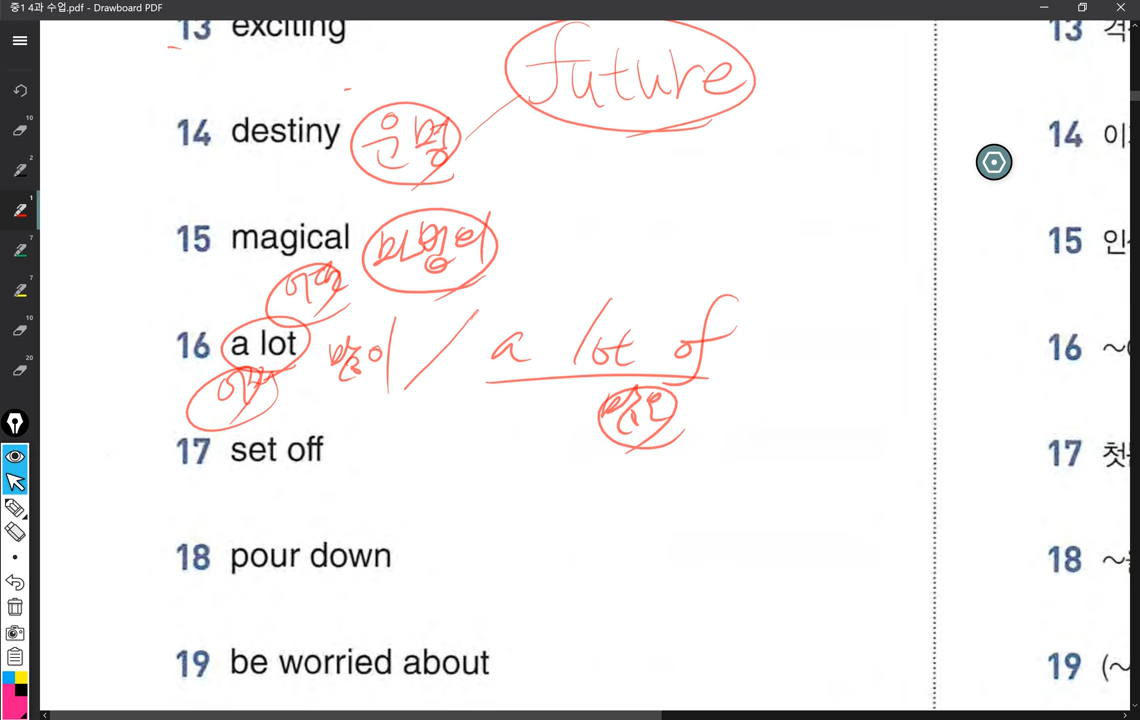 중1 4과 수업.pdf - Drawboard PDF
13 exciting
future
13
14 destiny 운명
14
15 magical 마법의
15
16 a lot 많이 / a lot of
많은
16
17 set off
17
18 pour down
18
19 be worried about
19